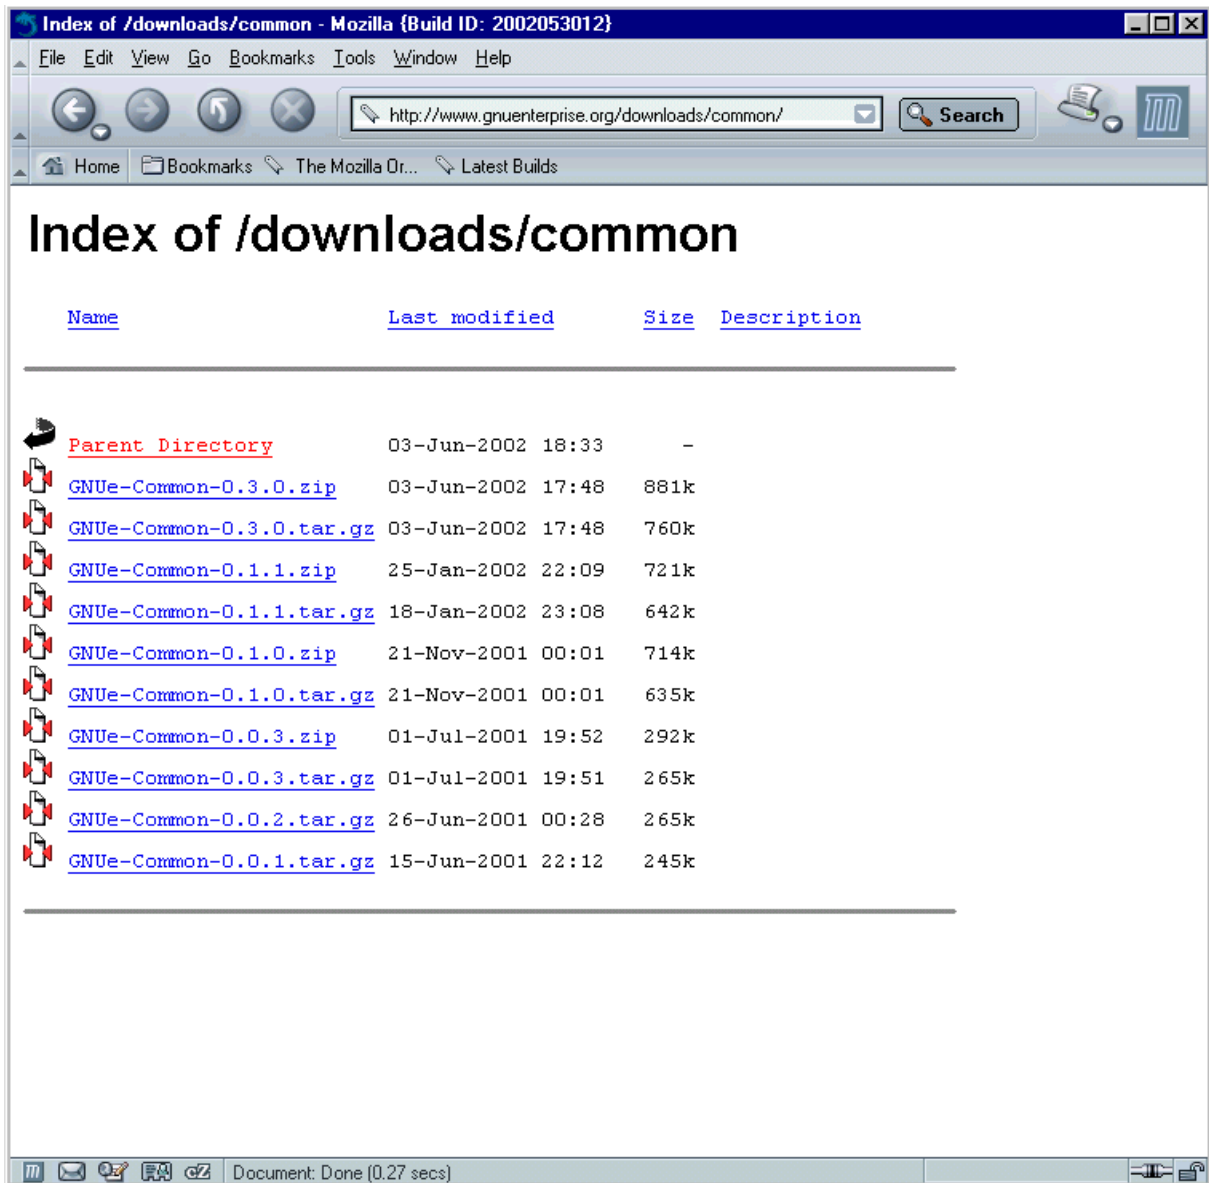 Index of /downloads/common - Mozilla {Build ID: 2002053012}
File Edit View Go Bookmarks Tools Window Help
http://www.gnuenterprise.org/downloads/common/ Search
Home Bookmarks The Mozilla Or... Latest Builds
Index of /downloads/common
Name Last modified Size Description
Parent Directory 03-Jun-2002 18:33 -
GNUe-Common-0.3.0.zip 03-Jun-2002 17:48 881k
GNUe-Common-0.3.0.tar.gz 03-Jun-2002 17:48 760k
GNUe-Common-0.1.1.zip 25-Jan-2002 22:09 721k
GNUe-Common-0.1.1.tar.gz 18-Jan-2002 23:08 642k
GNUe-Common-0.1.0.zip 21-Nov-2001 00:01 714k
GNUe-Common-0.1.0.tar.gz 21-Nov-2001 00:01 635k
GNUe-Common-0.0.3.zip 01-Jul-2001 19:52 292k
GNUe-Common-0.0.3.tar.gz 01-Jul-2001 19:51 265k
GNUe-Common-0.0.2.tar.gz 26-Jun-2001 00:28 265k
GNUe-Common-0.0.1.tar.gz 15-Jun-2001 22:12 245k
Document: Done (0.27 secs)